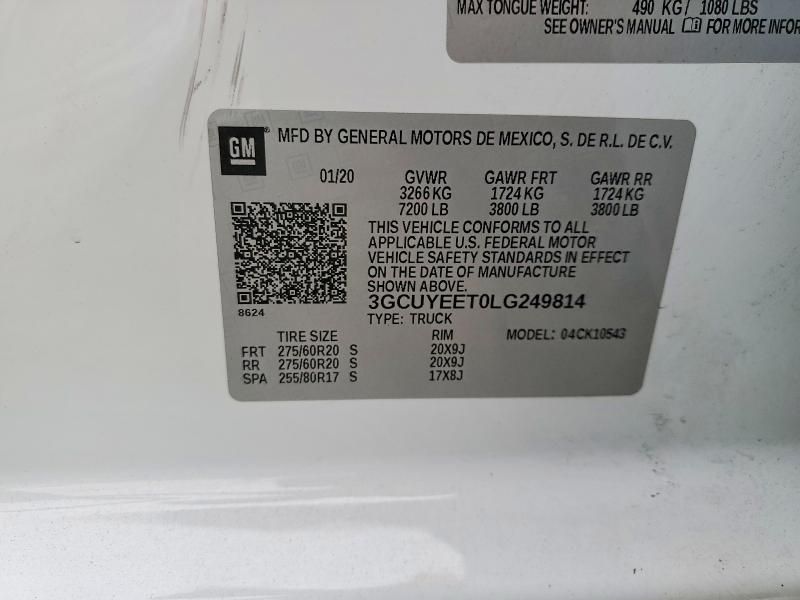 MAX TONGUE WEIGHT: 490 KG/ 1080 LBS
SEE OWNER'S MANUAL FOR MORE INFOR
GM MFD BY GENERAL MOTORS DE MEXICO, S. DE R.L. DE C.V.
01/20 GVWR GAWR FRT GAWR RR
3266 KG 1724 KG 1724 KG
7200 LB 3800 LB 3800 LB
THIS VEHICLE CONFORMS TO ALL
APPLICABLE U.S. FEDERAL MOTOR
VEHICLE SAFETY STANDARDS IN EFFECT
ON THE DATE OF MANUFACTURE
SHOWN ABOVE.
3GCUYEET0LG249814
8624
TYPE: TRUCK
TIRE SIZE RIM MODEL: 04CK10543
FRT 275/60R20 S 20X9J
RR 275/60R20 S 20X9J
SPA 255/80R17 S 17X8J